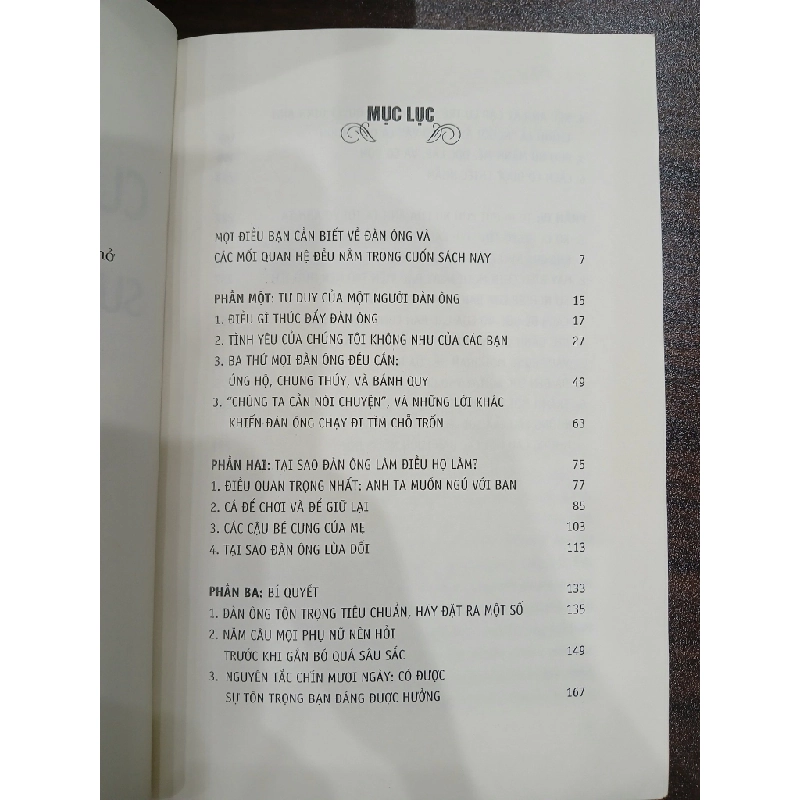 CU
ở
SU
MỤC LỤC
MỌI ĐIỀU BẠN CẦN BIẾT VỀ ĐÀN ÔNG VÀ
CÁC MỐI QUAN HỆ ĐỀU NẰM TRONG CUỐN SÁCH NÀY 7
PHẦN MỘT: TƯ DUY CỦA MỘT NGƯỜI ĐÀN ÔNG 15
1. ĐIỀU GÌ THÚC ĐẨY ĐÀN ÔNG 17
2. TÌNH YÊU CỦA CHÚNG TÔI KHÔNG NHƯ CỦA CÁC BẠN 27
3. BA THỨ MỌI ĐÀN ÔNG ĐỀU CẦN:
ỦNG HỘ, CHUNG THỦY, VÀ BÁNH QUY 49
3. "CHÚNG TA CẦN NÓI CHUYỆN", VÀ NHỮNG LỜI KHÁC
KHIẾN ĐÀN ÔNG CHẠY ĐI TÌM CHỖ TRỐN 63
PHẦN HAI: TẠI SAO ĐÀN ÔNG LÀM ĐIỀU HỌ LÀM? 75
1. ĐIỀU QUAN TRỌNG NHẤT: ANH TA MUỐN NGỦ VỚI BẠN 77
2. CÁ ĐỂ CHƠI VÀ ĐỂ GIỮ LẠI 85
3. CÁC CẬU BÉ CƯNG CỦA MẸ 103
4. TẠI SAO ĐÀN ÔNG LỪA DỐI 113
PHẦN BA: BÍ QUYẾT 133
1. ĐÀN ÔNG TÔN TRỌNG TIÊU CHUẨN, HÃY ĐẶT RA MỘT SỐ 135
2. NĂM CÂU MỌI PHỤ NỮ NÊN HỎI
TRƯỚC KHI GẮN BÓ QUÁ SÂU SẮC 149
3. NGUYÊN TẮC CHÍN MƯƠI NGÀY: CÓ ĐƯỢC
SỰ TÔN TRỌNG BẠN ĐÁNG ĐƯỢC HƯỞNG 167